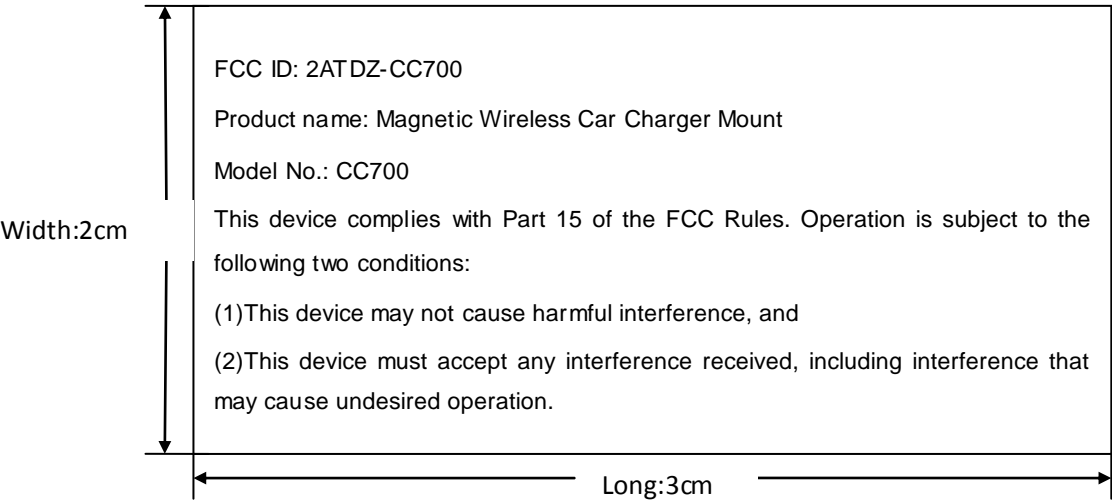 FCC ID: 2ATDZ-CC700
Product name: Magnetic Wireless Car Charger Mount
Model No.: CC700
Width:2cm
This device complies with Part 15 of the FCC Rules. Operation is subject to the
following two conditions:
(1)This device may not cause harmful interference, and
(2)This device must accept any interference received, including interference that
may cause undesired operation.
Long:3cm